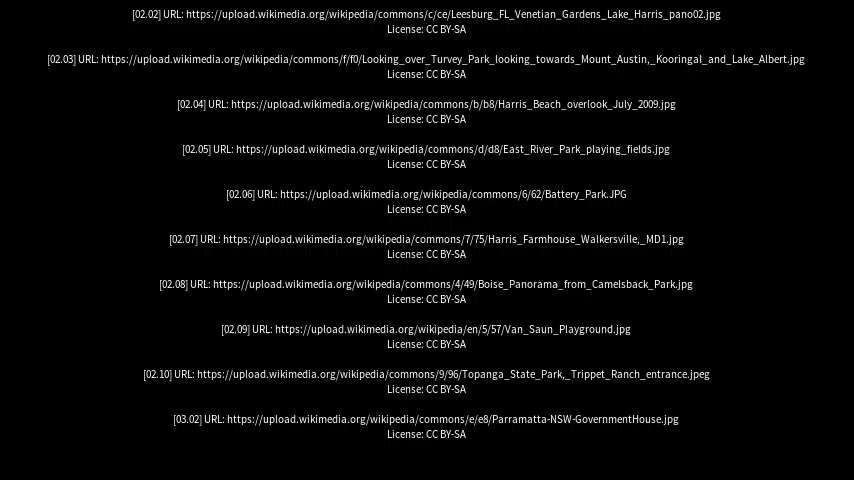 [02.02] URL: https://upload.wikimedia.org/wikipedia/commons/c/ce/Leesburg_FL_Venetian_Gardens_Lake_Harris_pano02.jpg
License: CC BY-SA
[02.03] URL: https://upload.wikimedia.org/wikipedia/commons/f/f0/Looking_over_Turvey_Park_looking_towards_Mount_Austin,_Kooringal_and_Lake_Albert.jpg
License: CC BY-SA
[02.04] URL: https://upload.wikimedia.org/wikipedia/commons/b/b8/Harris_Beach_overlook_July_2009.jpg
License: CC BY-SA
[02.05] URL: https://upload.wikimedia.org/wikipedia/commons/d/d8/East_River_Park_playing_fields.jpg
License: CC BY-SA
[02.06] URL: https://upload.wikimedia.org/wikipedia/commons/6/62/Battery_Park.JPG
License: CC BY-SA
[02.07] URL: https://upload.wikimedia.org/wikipedia/commons/7/75/Harris_Farmhouse_Walkersville,_MD1.jpg
License: CC BY-SA
[02.08] URL: https://upload.wikimedia.org/wikipedia/commons/4/49/Boise_Panorama_from_Camelsback_Park.jpg
License: CC BY-SA
[02.09] URL: https://upload.wikimedia.org/wikipedia/en/5/57/Van_Saun_Playground.jpg
License: CC BY-SA
[02.10] URL: https://upload.wikimedia.org/wikipedia/commons/9/96/Topanga_State_Park,_Trippet_Ranch_entrance.jpeg
License: CC BY-SA
[03.02] URL: https://upload.wikimedia.org/wikipedia/commons/e/e8/Parramatta-NSW-GovernmentHouse.jpg
License: CC BY-SA